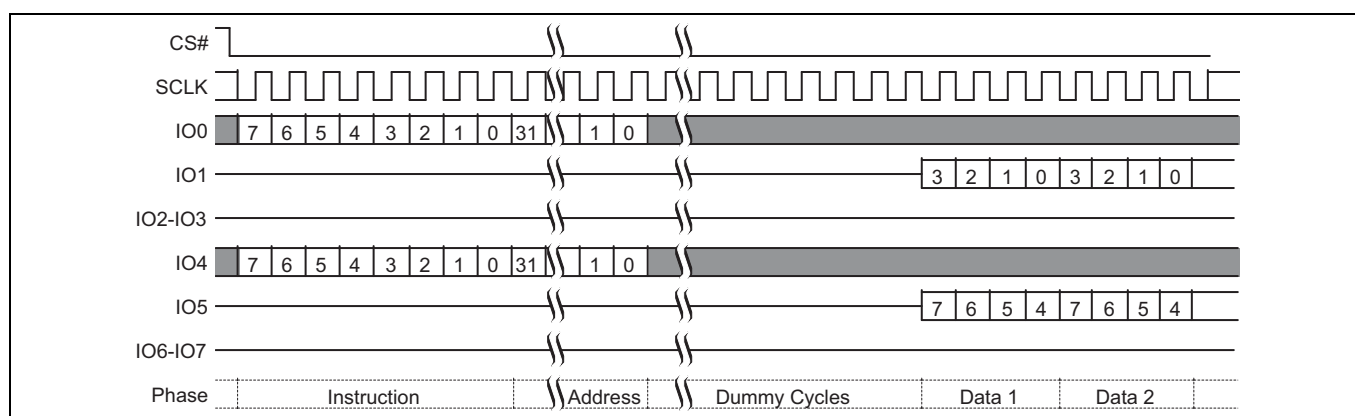 CS#
SCLK
IO0 7 6 5 4 3 2 1 0 31 1 0
IO1 3 2 1 0 3 2 1 0
IO2-IO3
IO4 7 6 5 4 3 2 1 0 31 1 0
IO5 7 6 5 4 7 6 5 4
IO6-IO7
Phase Instruction Address Dummy Cycles Data 1 Data 2